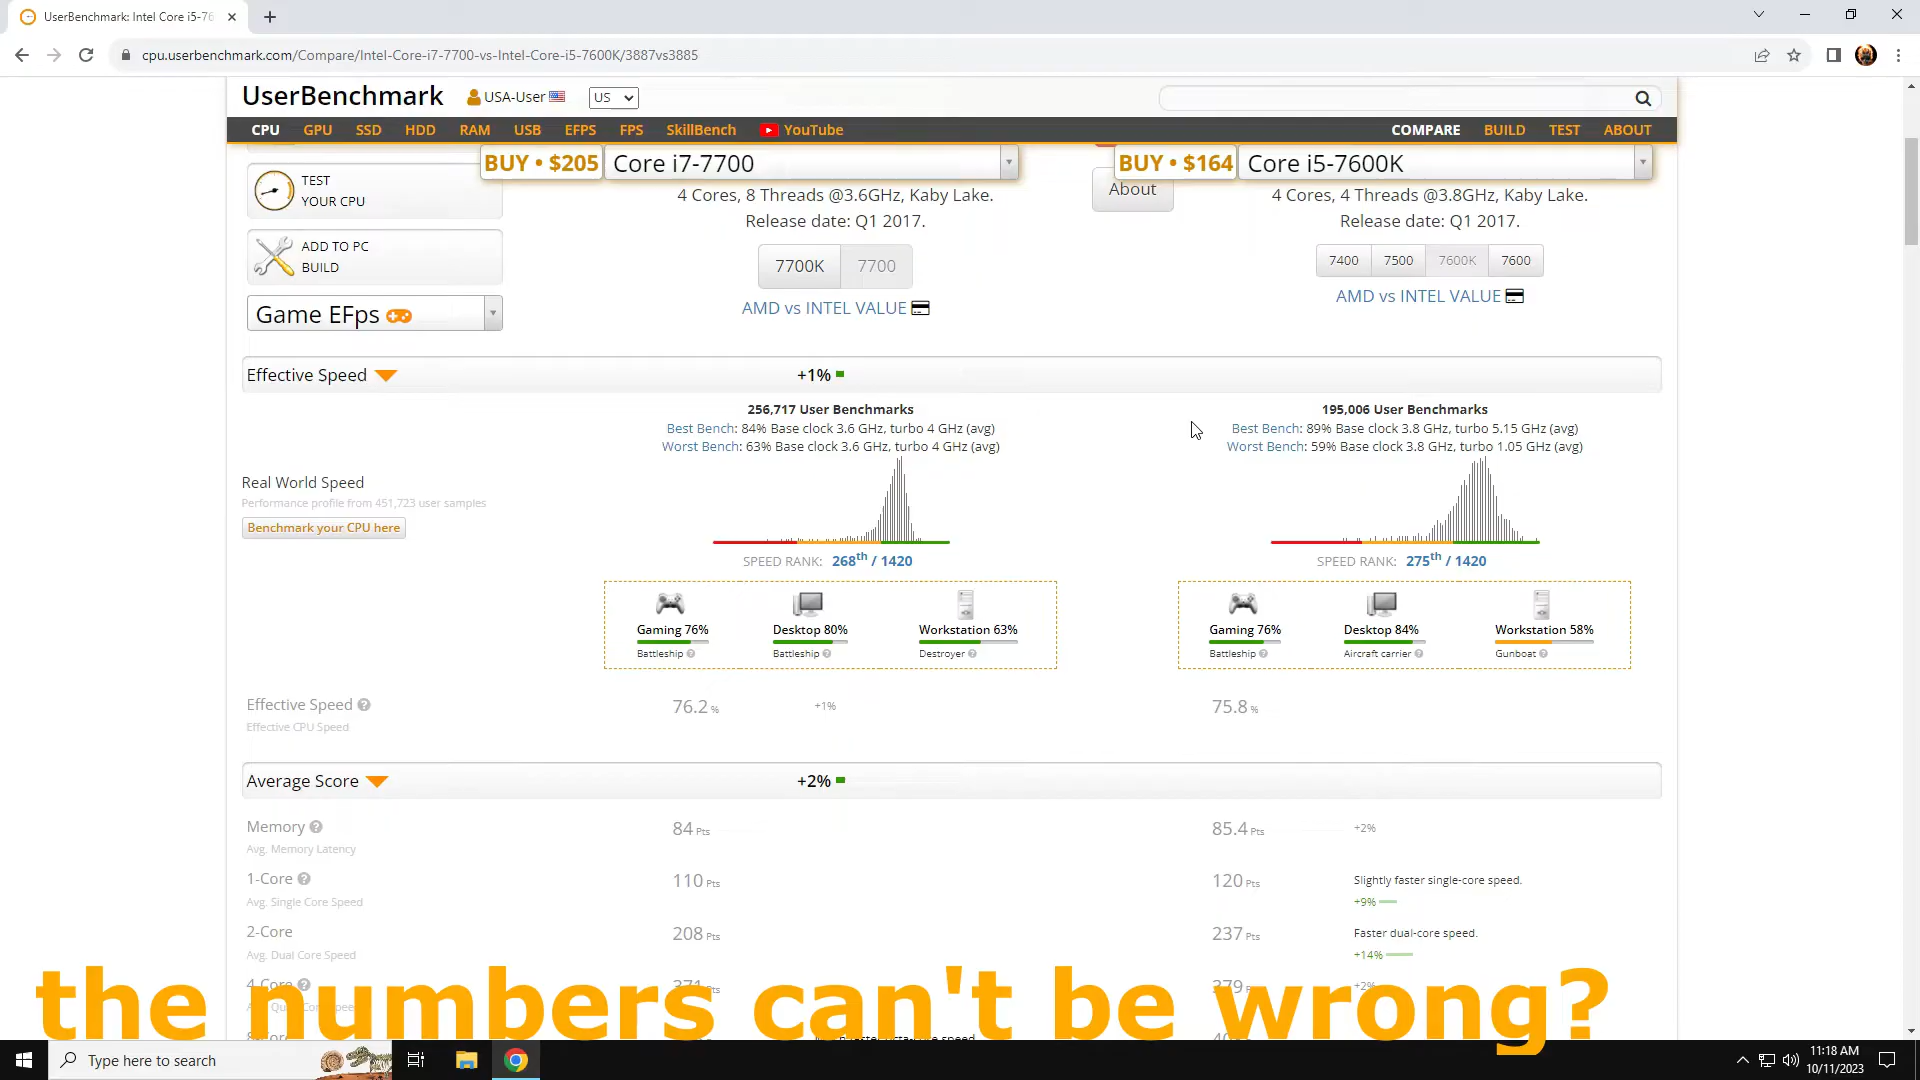 UserBenchmark: Intel Core i5-76
cpu.userbenchmark.com/Compare/Intel-Core-i7-7700-vs-Intel-Core-i5-7600K/3887vs3885
UserBenchmark USA-User US
CPU GPU SSD HDD RAM USB EFPS FPS SkillBench YouTube COMPARE BUILD TEST ABOUT
BUY • $205 Core i7-7700 BUY • $164 Core i5-7600K
TEST
YOUR CPU
4 Cores, 8 Threads @3.6GHz, Kaby Lake. About 4 Cores, 4 Threads @3.8GHz, Kaby Lake.
Release date: Q1 2017. Release date: Q1 2017.
ADD TO PC
BUILD
7700K 7700 7400 7500 7600K 7600
AMD vs INTEL VALUE AMD vs INTEL VALUE
Game EFps
Effective Speed +1%
256,717 User Benchmarks 195,006 User Benchmarks
Best Bench: 84% Base clock 3.6 GHz, turbo 4 GHz (avg) Best Bench: 89% Base clock 3.8 GHz, turbo 5.15 GHz (avg)
Worst Bench: 63% Base clock 3.6 GHz, turbo 4 GHz (avg) Worst Bench: 59% Base clock 3.8 GHz, turbo 1.05 GHz (avg)
Real World Speed
Performance profile from 451,723 user samples
Benchmark your CPU here
SPEED RANK: 268th / 1420 SPEED RANK: 275th / 1420
Gaming 76% Desktop 80% Workstation 63% Gaming 76% Desktop 84% Workstation 58%
Battleship Battleship Destroyer Battleship Aircraft carrier Gunboat
Effective Speed 76.2 % +1% 75.8 %
Effective CPU Speed
Average Score +2%
Memory 84 Pts 85.4 Pts +2%
Avg. Memory Latency
1-Core 110 Pts 120 Pts Slightly faster single-core speed.
Avg. Single Core Speed +9%
2-Core 208 Pts 237 Pts Faster dual-core speed.
Avg. Dual Core Speed +14%
4-Core 371 Pts 379 Pts +2%
the numbers can't be wrong?
Type here to search
11:18 AM
10/11/2023